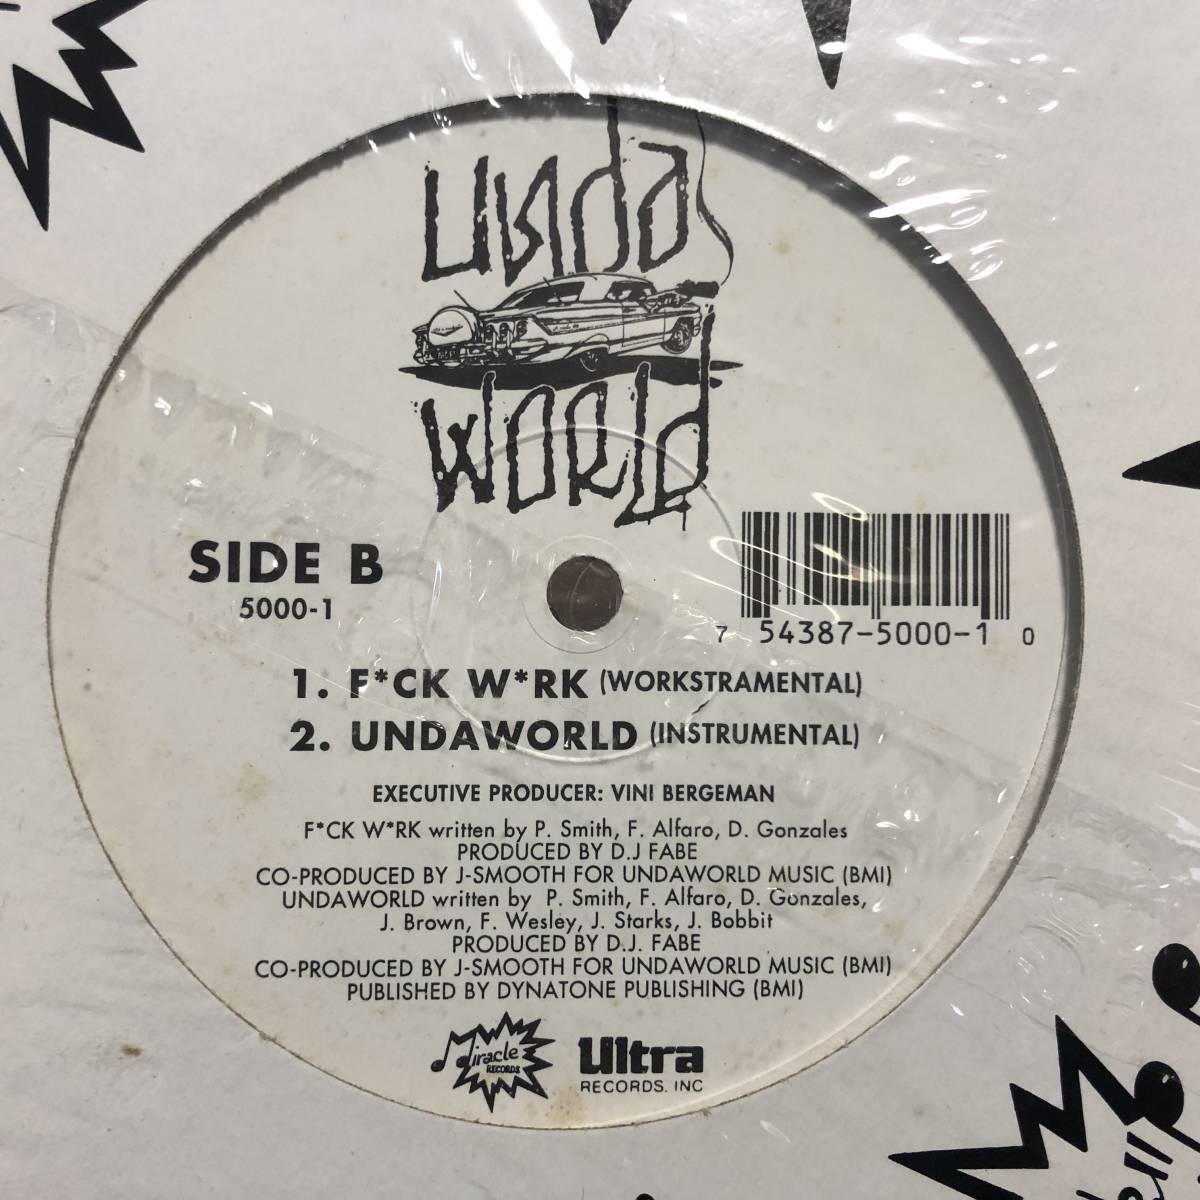 Unda
World
SIDE B
5000-1
7 54387-5000-1 0
1. F*CK W*RK (WORKSTRAMENTAL)
2. UNDAWORLD (INSTRUMENTAL)
EXECUTIVE PRODUCER: VINI BERGEMAN
F*CK W*RK written by P. Smith, F. Alfaro, D. Gonzales
PRODUCED BY D.J FABE
CO-PRODUCED BY J-SMOOTH FOR UNDAWORLD MUSIC (BMI)
UNDAWORLD written by P. Smith, F. Alfaro, D. Gonzales,
J. Brown, F. Wesley, J. Starks, J. Bobbit
PRODUCED BY D.J. FABE
CO-PRODUCED BY J-SMOOTH FOR UNDAWORLD MUSIC (BMI)
PUBLISHED BY DYNATONE PUBLISHING (BMI)
Miracle
RECORDS
Ultra
RECORDS, INC